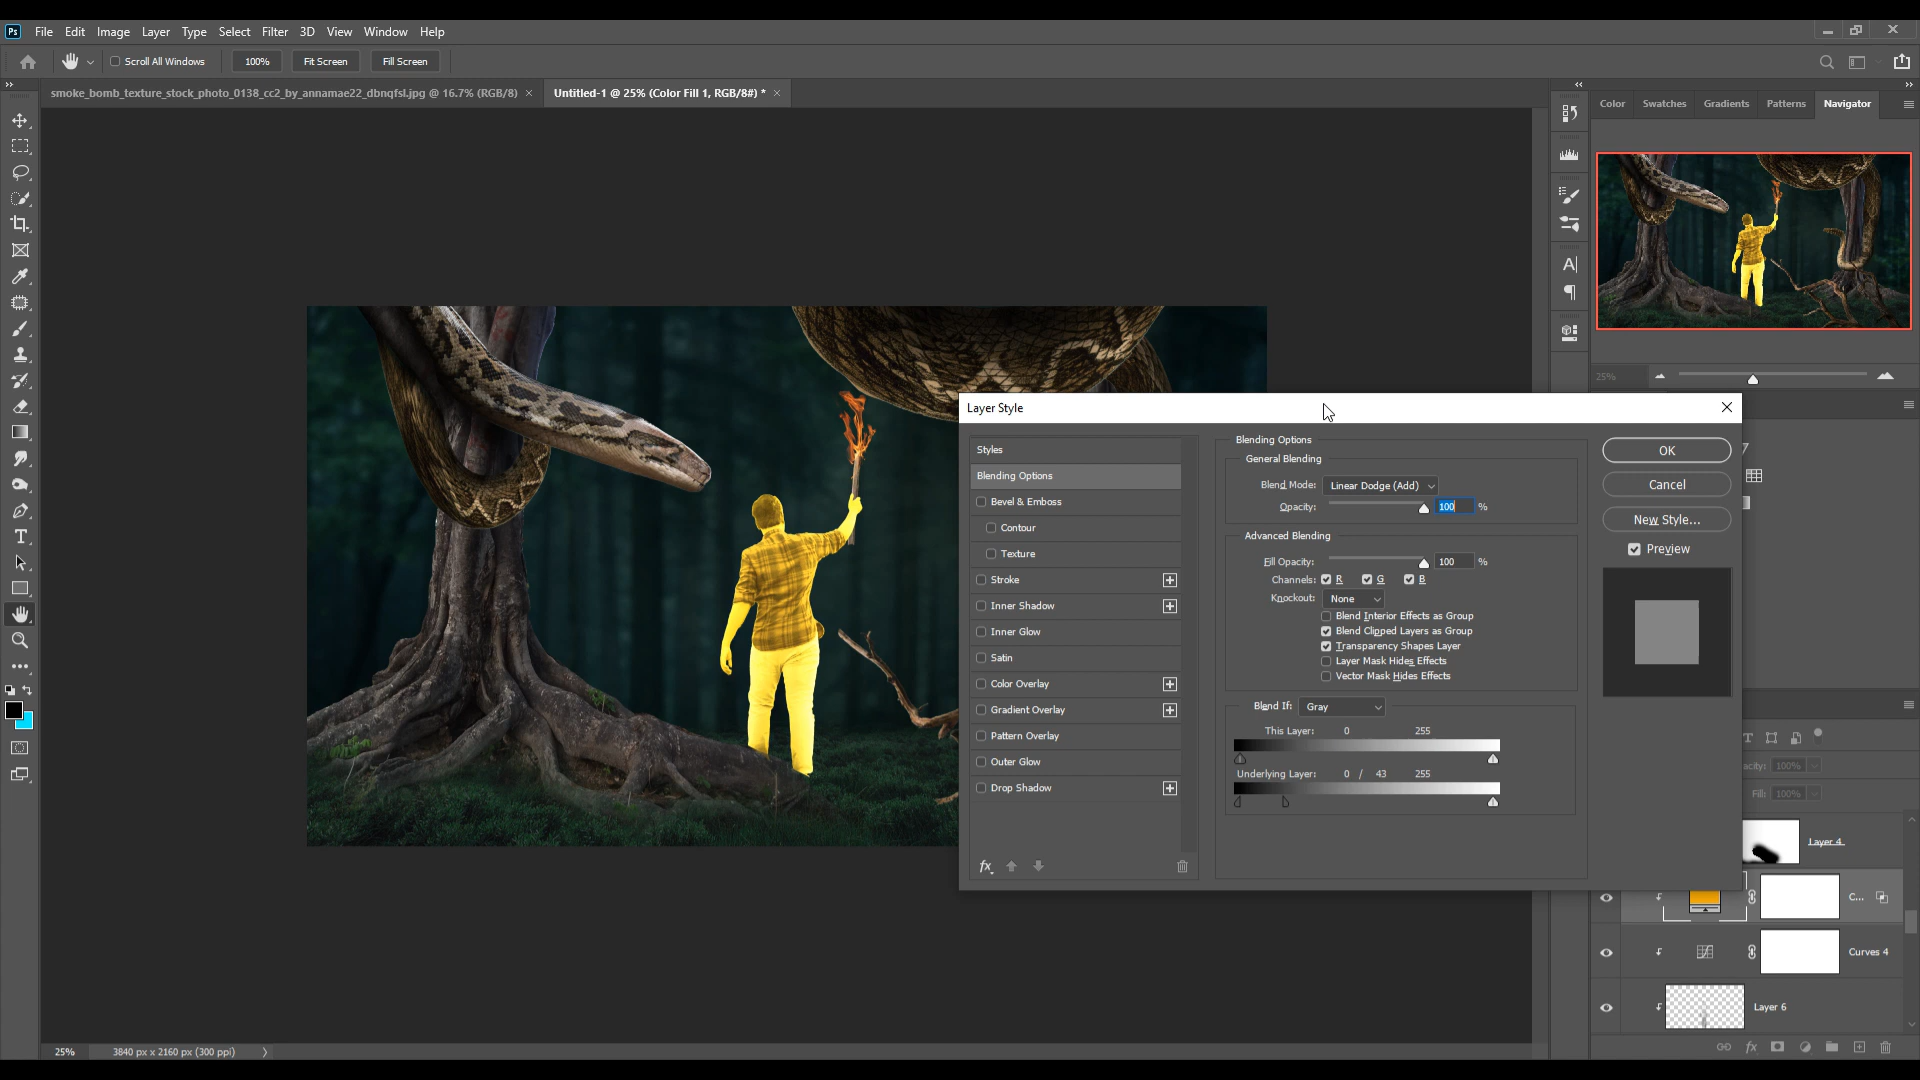 Ps File Edit Image Layer Type Select Filter 3D View Window Help
Scroll All Windows 100% Fit Screen Fill Screen
smoke_bomb_texture_stock_photo_0138_cc2_by_annamae22_dbnqfsl.jpg @ 16.7% (RGB/8) ×
Untitled-1 @ 25% (Color Fill 1, RGB/8#) * ×
Color Swatches Gradients Patterns Navigator
25%
Layer Style
Styles
Blending Options
Bevel & Emboss
Contour
Texture
Stroke
Inner Shadow
Inner Glow
Satin
Color Overlay
Gradient Overlay
Pattern Overlay
Outer Glow
Drop Shadow
fx
Blending Options
General Blending
Blend Mode: Linear Dodge (Add)
Opacity: 100 %
Advanced Blending
Fill Opacity: 100 %
Channels: R G B
Knockout: None
Blend Interior Effects as Group
Blend Clipped Layers as Group
Transparency Shapes Layer
Layer Mask Hides Effects
Vector Mask Hides Effects
Blend If: Gray
This Layer: 0 255
Underlying Layer: 0 / 43 255
OK
Cancel
New Style...
Preview
acity: 100%
Fill: 100%
Layer 4
C...
Curves 4
Layer 6
fx
25% 3840 px x 2160 px (300 ppi)